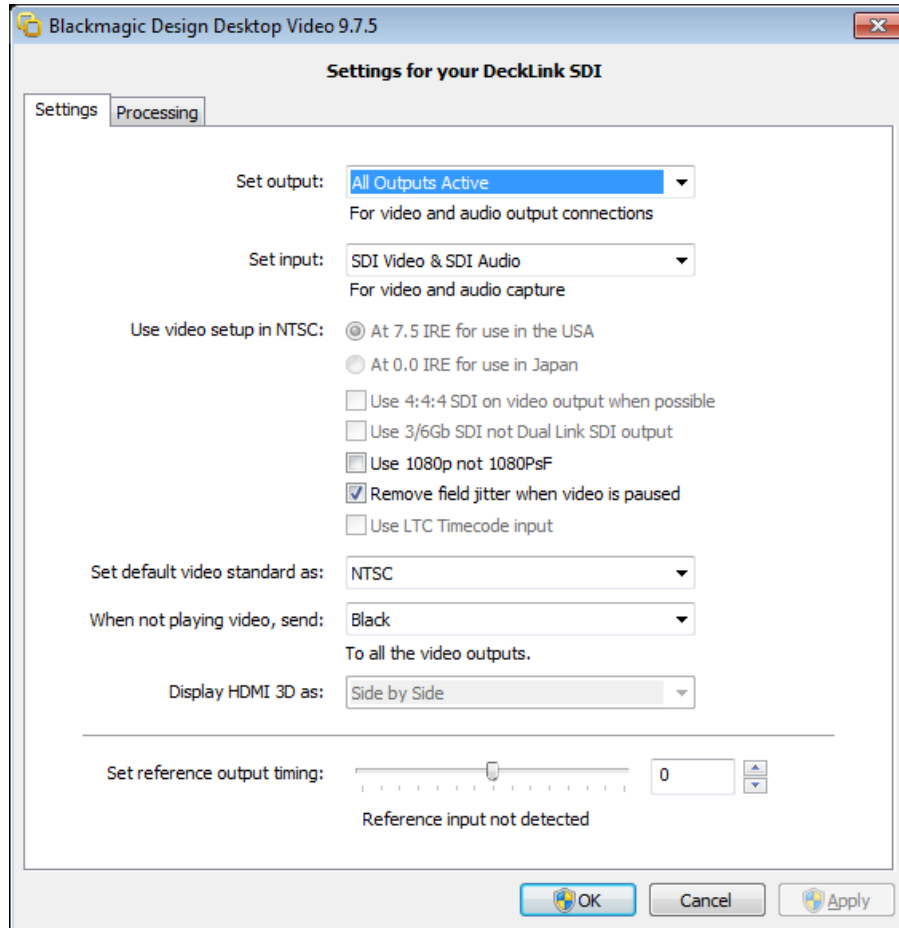 Blackmagic Design Desktop Video 9.7.5
Settings for your DeckLink SDI
Settings
Processing
Set output:
All Outputs Active
For video and audio output connections
Set input:
SDI Video & SDI Audio
For video and audio capture
Use video setup in NTSC:
At 7.5 IRE for use in the USA
At 0.0 IRE for use in Japan
Use 4:4:4 SDI on video output when possible
Use 3/6Gb SDI not Dual Link SDI output
Use 1080p not 1080PsF
Remove field jitter when video is paused
Use LTC Timecode input
Set default video standard as:
NTSC
When not playing video, send:
Black
To all the video outputs.
Display HDMI 3D as:
Side by Side
Set reference output timing:
0
Reference input not detected
OK
Cancel
Apply